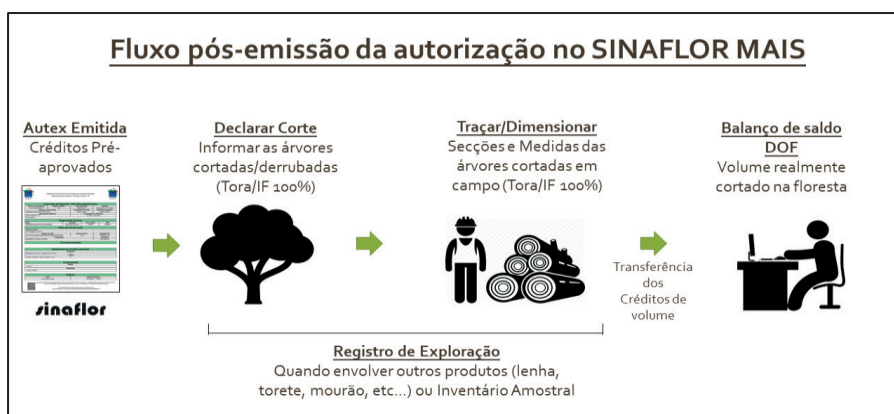 Fluxo pós-emissão da autorização no SINAFLOR MAIS
Autex Emitida
Créditos Pré-
aprovados
sinaflor
Declarar Corte
Informar as árvores
cortadas/derrubadas
(Tora/IF 100%)
Traçar/Dimensionar
Secções e Medidas das
árvores cortadas em
campo (Tora/IF 100%)
Transferência
dos
Créditos de
volume
Balanço de saldo
DOF
Volume realmente
cortado na floresta
Registro de Exploração
Quando envolver outros produtos (lenha,
torete, mourão, etc...) ou Inventário Amostral